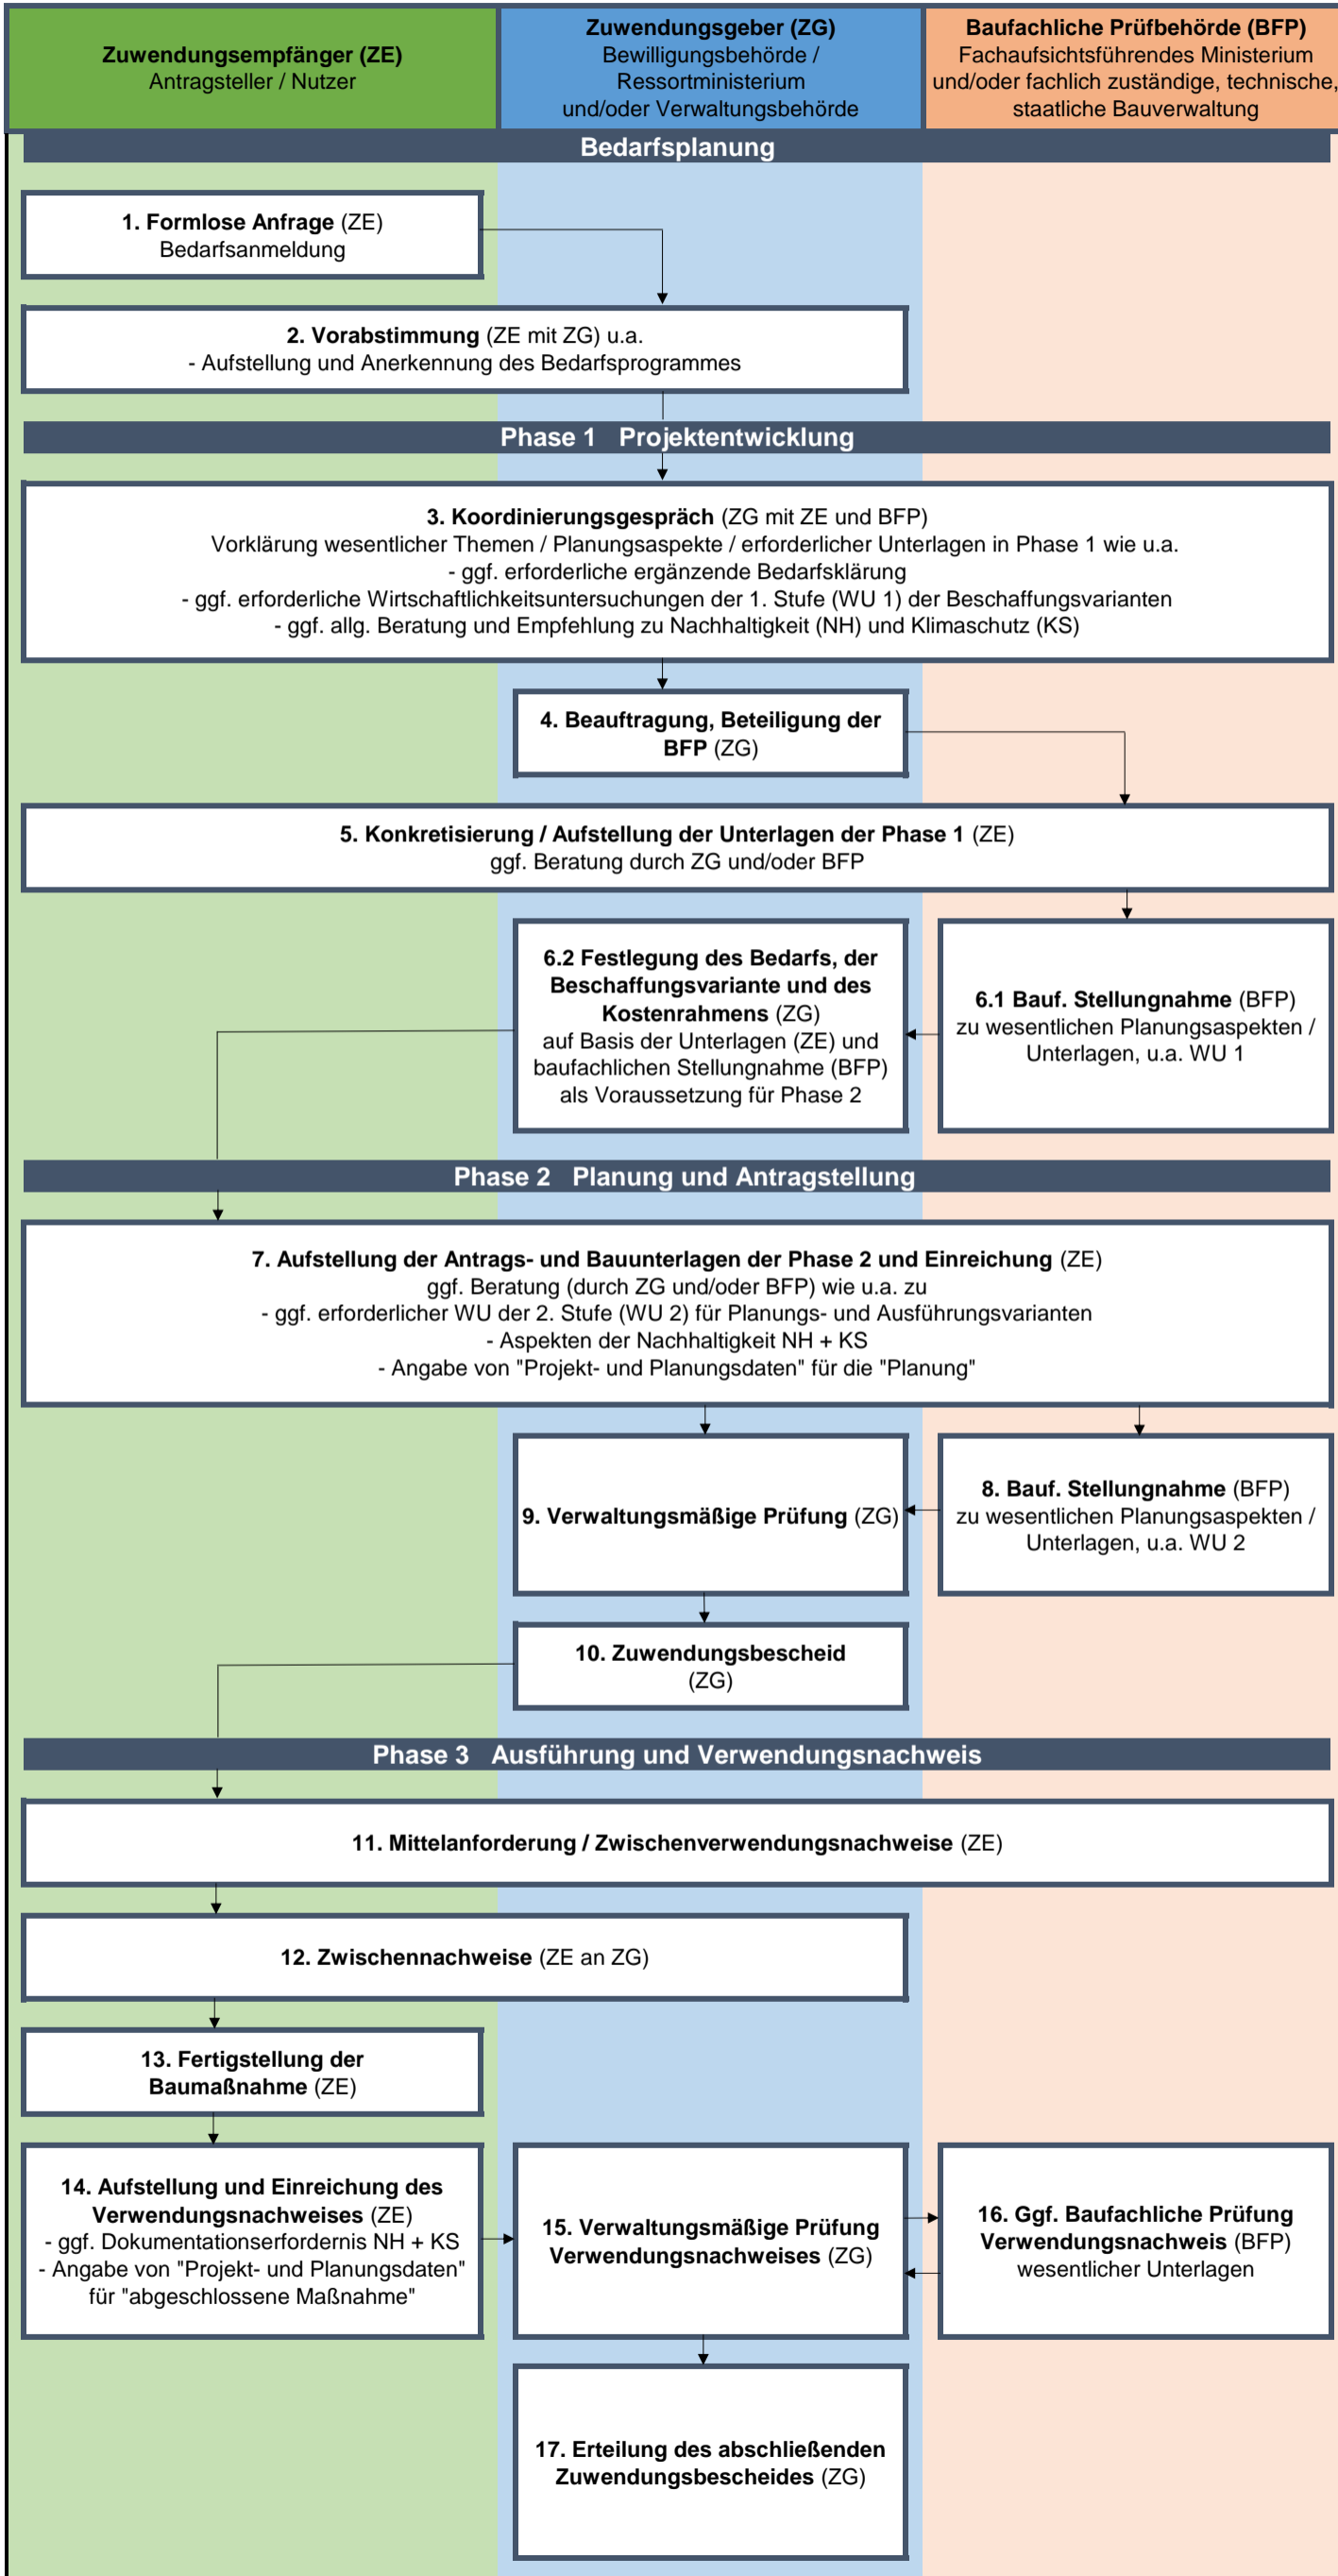 Zuwendungsempfänger (ZE)
Antragsteller / Nutzer
Zuwendungsgeber (ZG)
Bewilligungsbehörde /
Ressortministerium
und/oder Verwaltungsbehörde
Baufachliche Prüfbehörde (BFP)
Fachaufsichtsführendes Ministerium
und/oder fachlich zuständige, technische,
staatliche Bauverwaltung
Bedarfsplanung
1. Formlose Anfrage (ZE)
Bedarfsanmeldung
2. Vorabstimmung (ZE mit ZG) u.a.
- Aufstellung und Anerkennung des Bedarfsprogrammes
Phase 1 Projektentwicklung
3. Koordinierungsgespräch (ZG mit ZE und BFP)
Vorklärung wesentlicher Themen / Planungsaspekte / erforderlicher Unterlagen in Phase 1 wie u.a.
- ggf. erforderliche ergänzende Bedarfsklärung
- ggf. erforderliche Wirtschaftlichkeitsuntersuchungen der 1. Stufe (WU 1) der Beschaffungsvarianten
- ggf. allg. Beratung und Empfehlung zu Nachhaltigkeit (NH) und Klimaschutz (KS)
4. Beauftragung, Beteiligung der
BFP (ZG)
5. Konkretisierung / Aufstellung der Unterlagen der Phase 1 (ZE)
ggf. Beratung durch ZG und/oder BFP
6.2 Festlegung des Bedarfs, der
Beschaffungsvariante und des
Kostenrahmens (ZG)
auf Basis der Unterlagen (ZE) und
baufachlichen Stellungnahme (BFP)
als Voraussetzung für Phase 2
6.1 Bauf. Stellungnahme (BFP)
zu wesentlichen Planungsaspekten /
Unterlagen, u.a. WU 1
Phase 2 Planung und Antragstellung
7. Aufstellung der Antrags- und Bauunterlagen der Phase 2 und Einreichung (ZE)
ggf. Beratung (durch ZG und/oder BFP) wie u.a. zu
- ggf. erforderlicher WU der 2. Stufe (WU 2) für Planungs- und Ausführungsvarianten
- Aspekten der Nachhaltigkeit NH + KS
- Angabe von "Projekt- und Planungsdaten" für die "Planung"
9. Verwaltungsmäßige Prüfung (ZG)
8. Bauf. Stellungnahme (BFP)
zu wesentlichen Planungsaspekten /
Unterlagen, u.a. WU 2
10. Zuwendungsbescheid
(ZG)
Phase 3 Ausführung und Verwendungsnachweis
11. Mittelanforderung / Zwischenverwendungsnachweise (ZE)
12. Zwischennachweise (ZE an ZG)
13. Fertigstellung der
Baumaßnahme (ZE)
14. Aufstellung und Einreichung des
Verwendungsnachweises (ZE)
- ggf. Dokumentationserfordernis NH + KS
- Angabe von "Projekt- und Planungsdaten"
für "abgeschlossene Maßnahme"
15. Verwaltungsmäßige Prüfung
Verwendungsnachweises (ZG)
16. Ggf. Baufachliche Prüfung
Verwendungsnachweis (BFP)
wesentlicher Unterlagen
17. Erteilung des abschließenden
Zuwendungsbescheides (ZG)